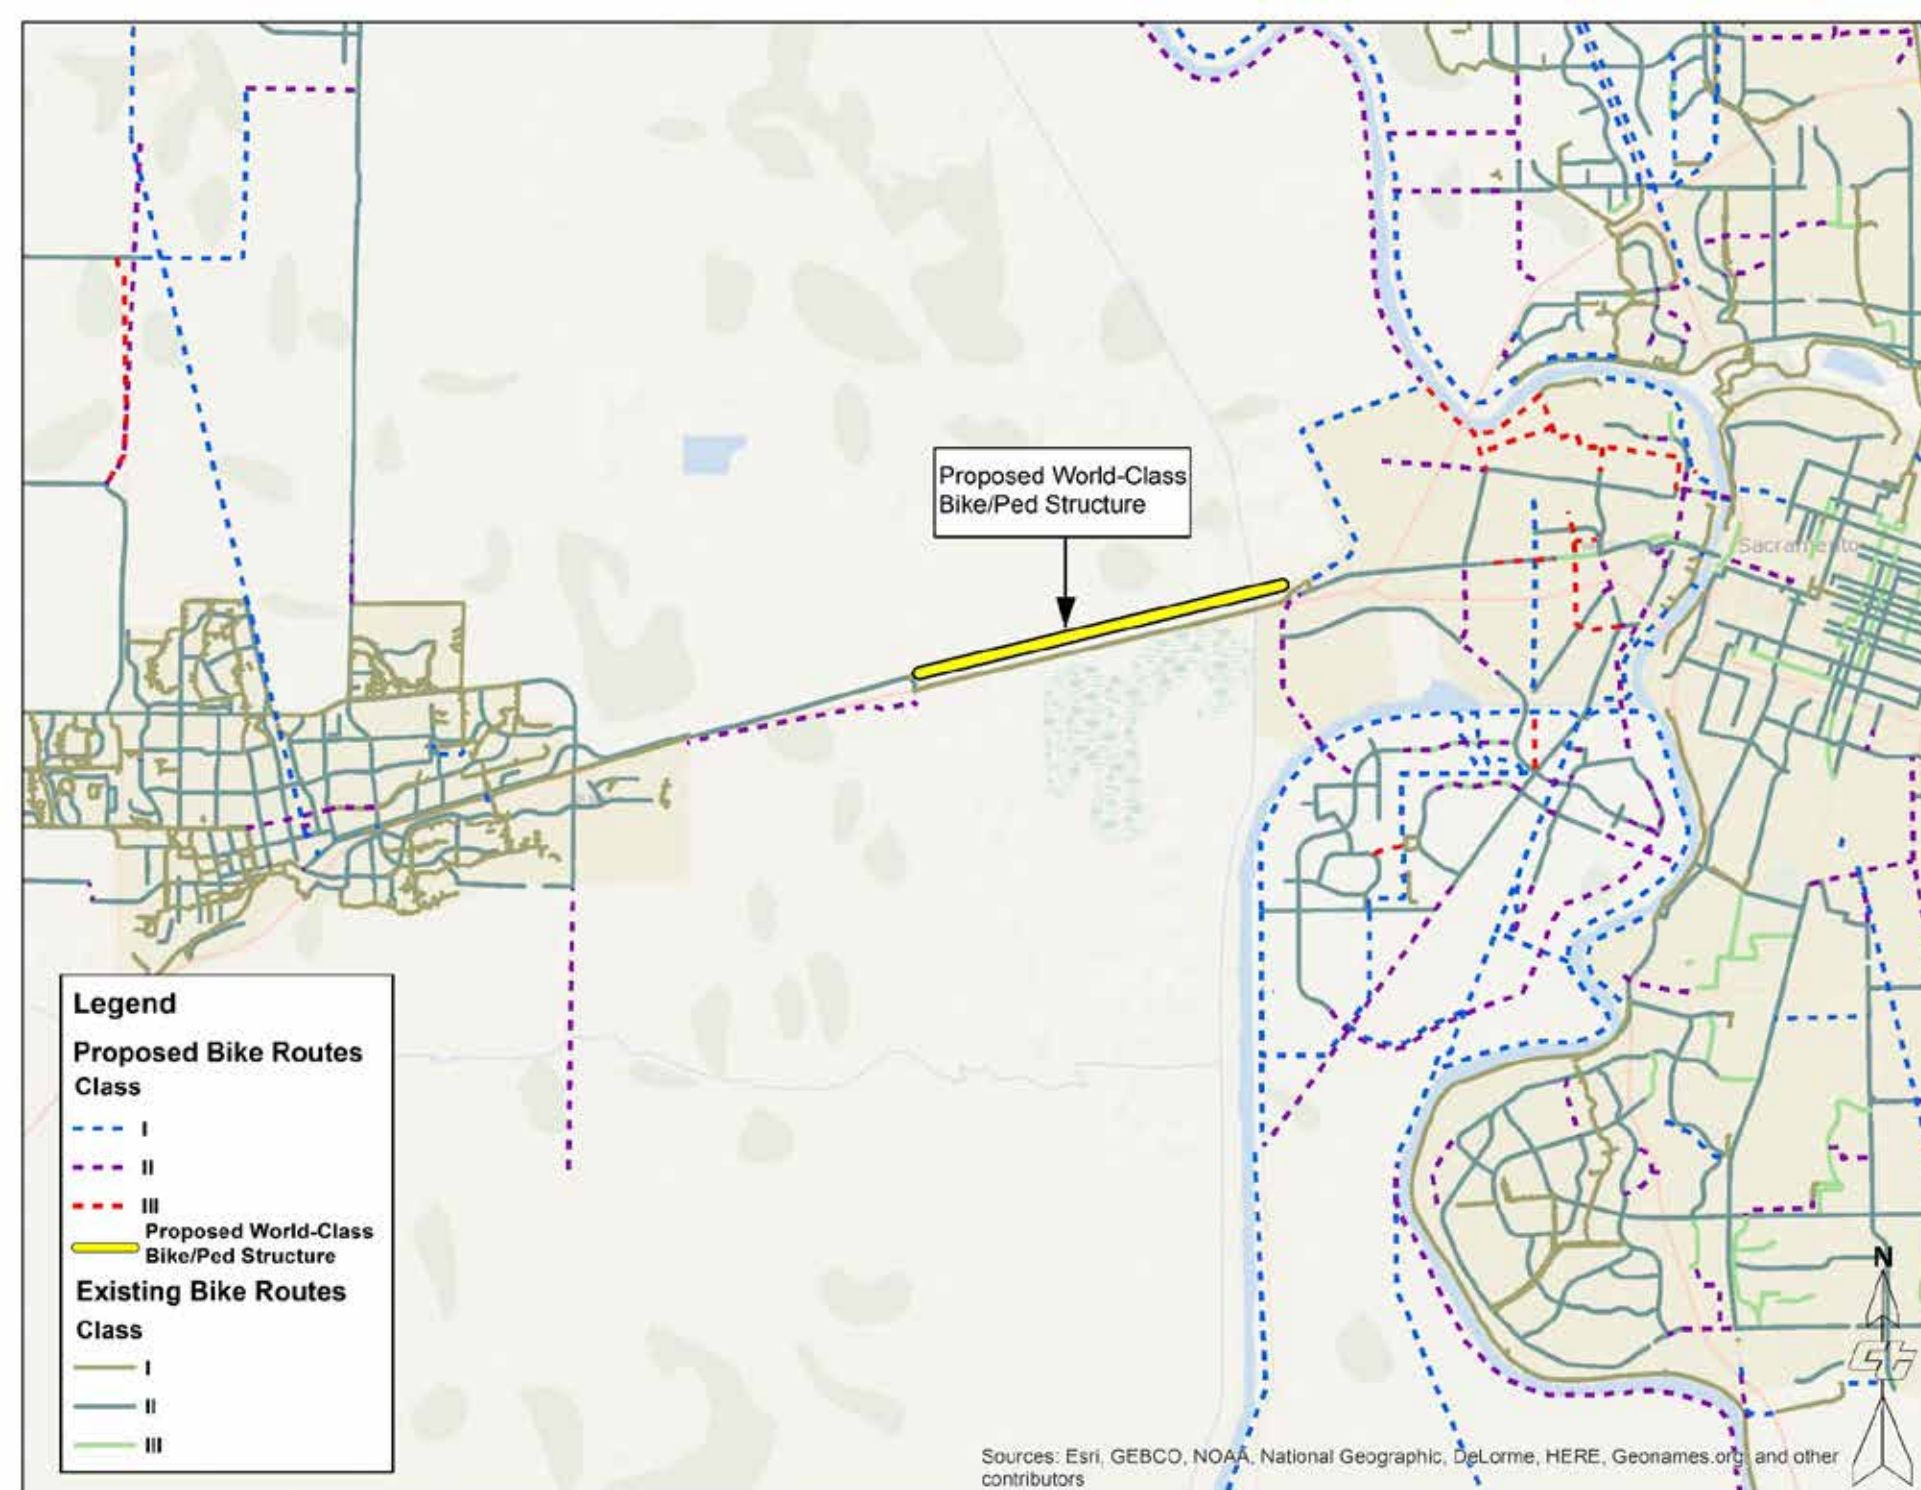 Proposed World-Class
Bike/Ped Structure
Sacramento
Legend
Proposed Bike Routes
Class
I
II
III
Proposed World-Class
Bike/Ped Structure
Existing Bike Routes
Class
I
II
III
N
Sources: Esri, GEBCO, NOAA, National Geographic, DeLorme, HERE, Geonames.org, and other
contributors